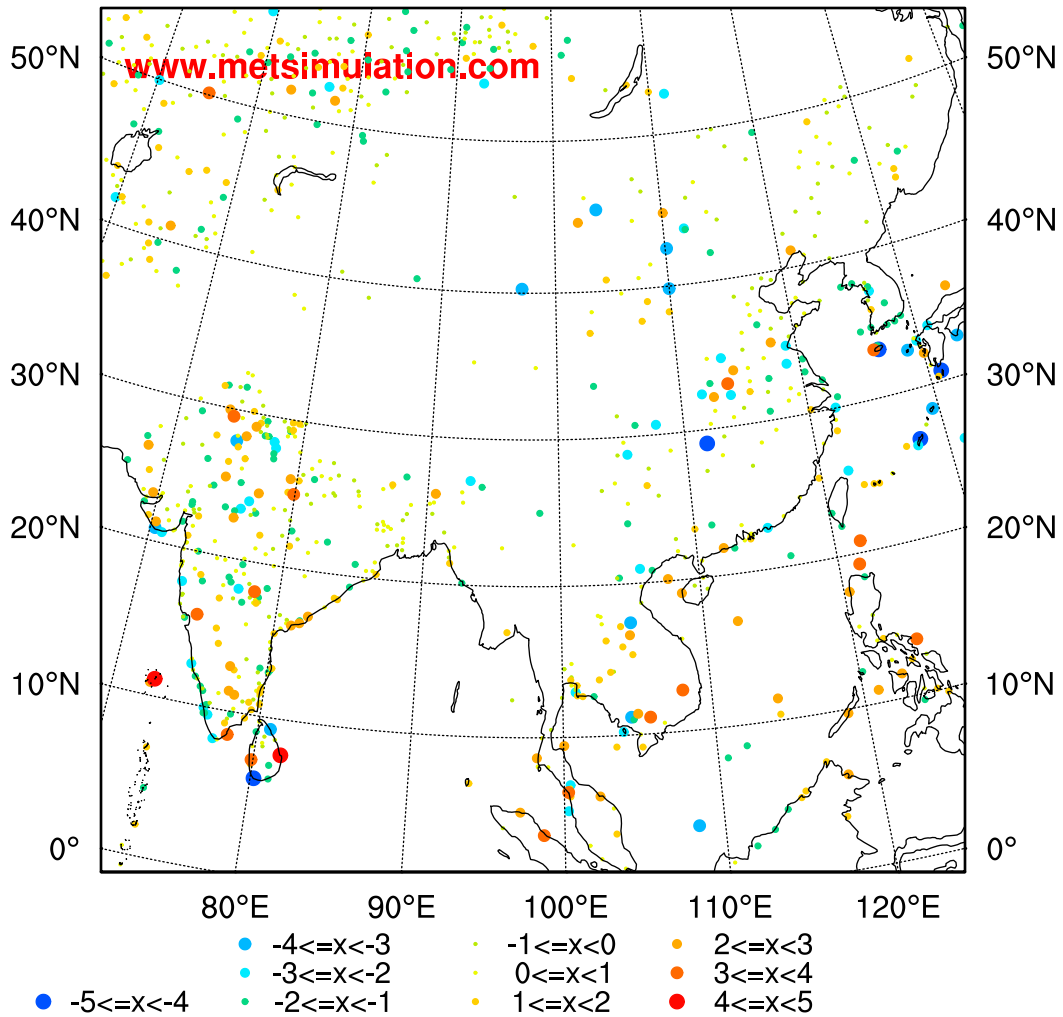 www.metsimulation.com
50°N 50°N
40°N 40°N
30°N 30°N
20°N 20°N
10°N 10°N
0° 0°
80°E 90°E 100°E 110°E 120°E
-4<=x<-3 -1<=x<0 2<=x<3
-3<=x<-2 0<=x<1 3<=x<4
-5<=x<-4 -2<=x<-1 1<=x<2 4<=x<5